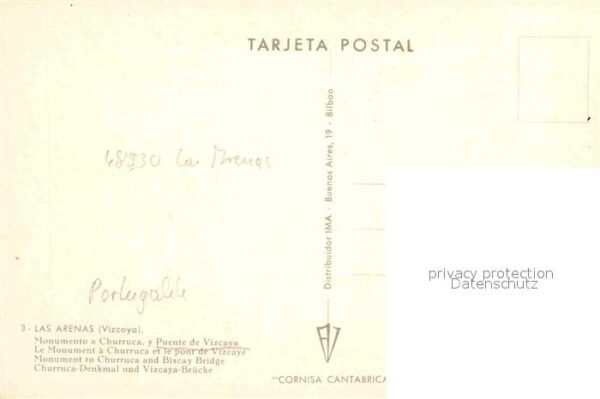 TARJETA POSTAL
48930 Las Arenas
Portugalete
3 - LAS ARENAS (Vizcaya).
Monumento a Churruca, y Puente de Vizcaya
Le Monument à Churruca et le pont de Vizcaye
Monument to Churruca and Biscay Bridge
Churruca-Denkmal und Vizcaya-Brücke
Distribuidor IMA - Buenos Aires, 19 - Bilbao
"CORNISA CANTABRICA
privacy protection
Datenschutz